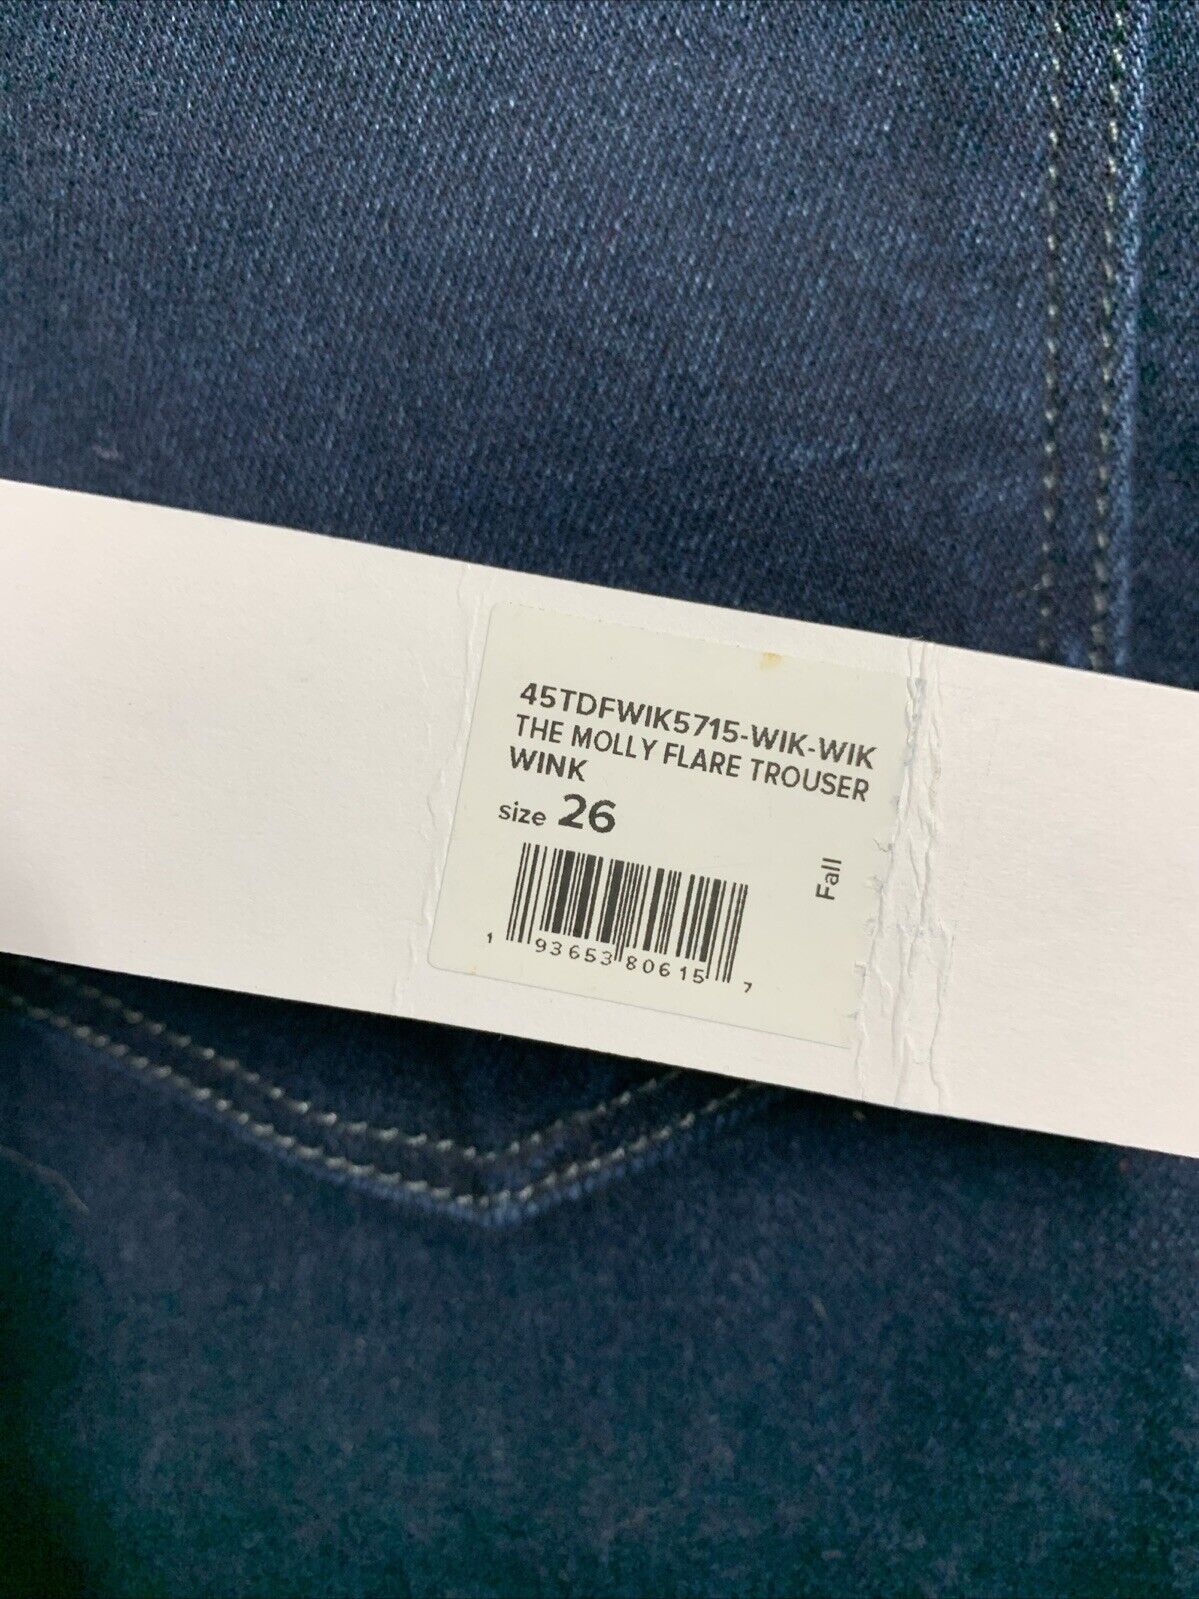 45TDFWIK5715-WIK-WIK
THE MOLLY FLARE TROUSER
WINK
size 26
Fall
1 93653 80615 7